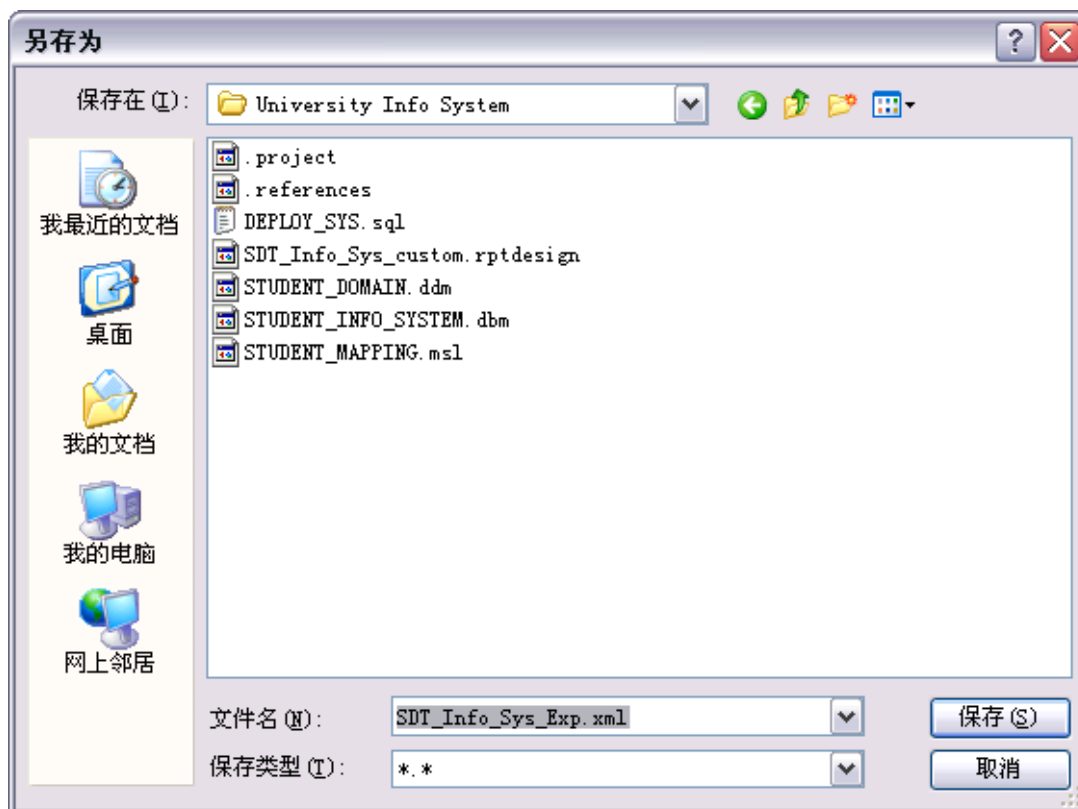 另存为
保存在(I):
University Info System
.project
.references
DEPLOY_SYS.sql
SDT_Info_Sys_custom.rptdesign
STUDENT_DOMAIN.ddm
STUDENT_INFO_SYSTEM.dbm
STUDENT_MAPPING.msl
我最近的文档
桌面
我的文档
我的电脑
网上邻居
文件名(N):
SDT_Info_Sys_Exp.xml
保存(S)
保存类型(T):
*.*
取消